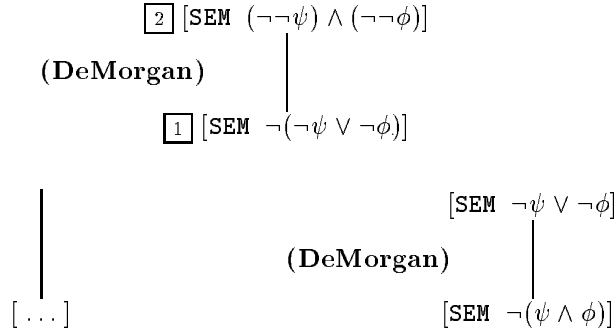 2 [SEM (¬¬ψ) ∧ (¬¬ϕ)]
(DeMorgan)
1 [SEM ¬(¬ψ ∨ ¬ϕ)]
[SEM ¬ψ ∨ ¬ϕ]
(DeMorgan)
[ ... ] [SEM ¬(ψ ∧ ϕ)]